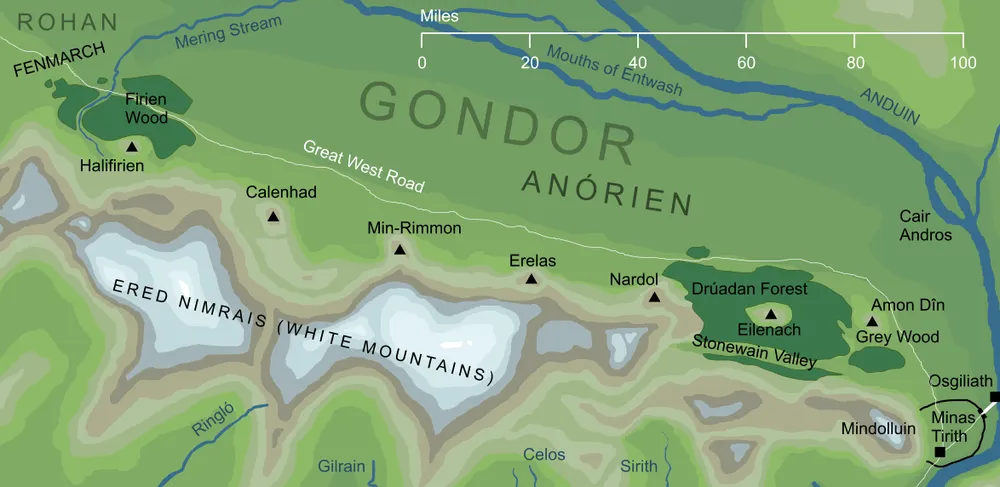 ROHAN
Miles
0 20 40 60 80 100
Mering Stream
FENMARCH
Mouths of Entwash
ANDUIN
Firien
Wood
GONDOR
Halifirien
Great West Road
Calenhad
ANÓRIEN
Min-Rimmon
Cair
Andros
Erelas
Nardol
Drúadan Forest
Amon Dîn
Eilenach
Grey Wood
Stonewain Valley
ERED NIMRAIS (WHITE MOUNTAINS)
Osgiliath
Ringló
Mindolluin
Minas
Tirith
Gilrain
Celos
Sirith